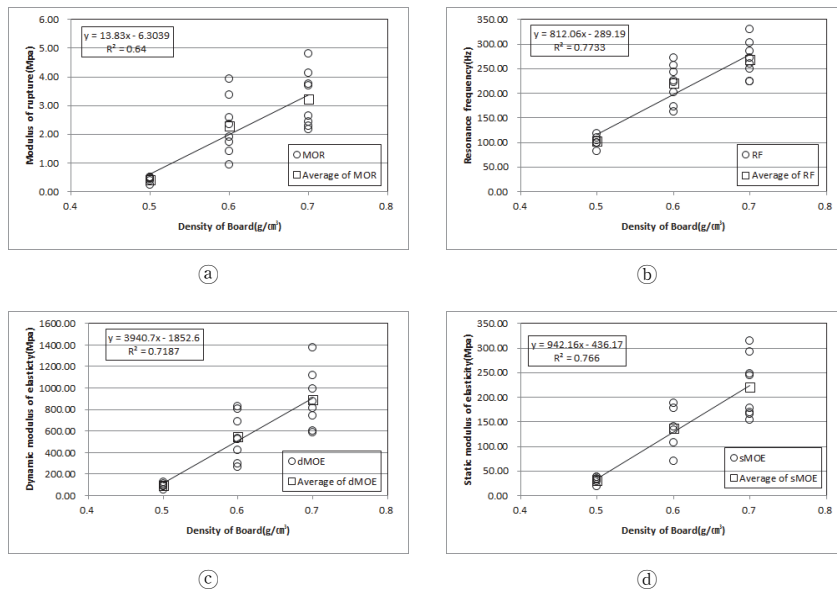 y = 13.83x - 6.3039
R² = 0.64
Modulus of rupture(Mpa)
6.00
5.00
4.00
3.00
2.00
1.00
0.00
○MOR
□Average of MOR
0.4 0.5 0.6 0.7 0.8
Density of Board(g/㎤)
ⓐ
y = 812.06x - 289.19
R² = 0.7733
Resonance frequency(Hz)
350.00
300.00
250.00
200.00
150.00
100.00
50.00
0.00
○RF
□Average of RF
0.4 0.5 0.6 0.7 0.8
Density of Board(g/㎤)
ⓑ
y = 3940.7x - 1852.6
R² = 0.7187
Dynamic modulus of elasticty(Mpa)
1600.00
1400.00
1200.00
1000.00
800.00
600.00
400.00
200.00
0.00
○dMOE
□Average of dMOE
0.4 0.5 0.6 0.7 0.8
Density of Board(g/㎤)
ⓒ
y = 942.16x - 436.17
R² = 0.766
Static modulus of elasticity(Mpa)
350.00
300.00
250.00
200.00
150.00
100.00
50.00
0.00
○sMOE
□Average of sMOE
0.4 0.5 0.6 0.7 0.8
Density of Board(g/㎤)
ⓓ